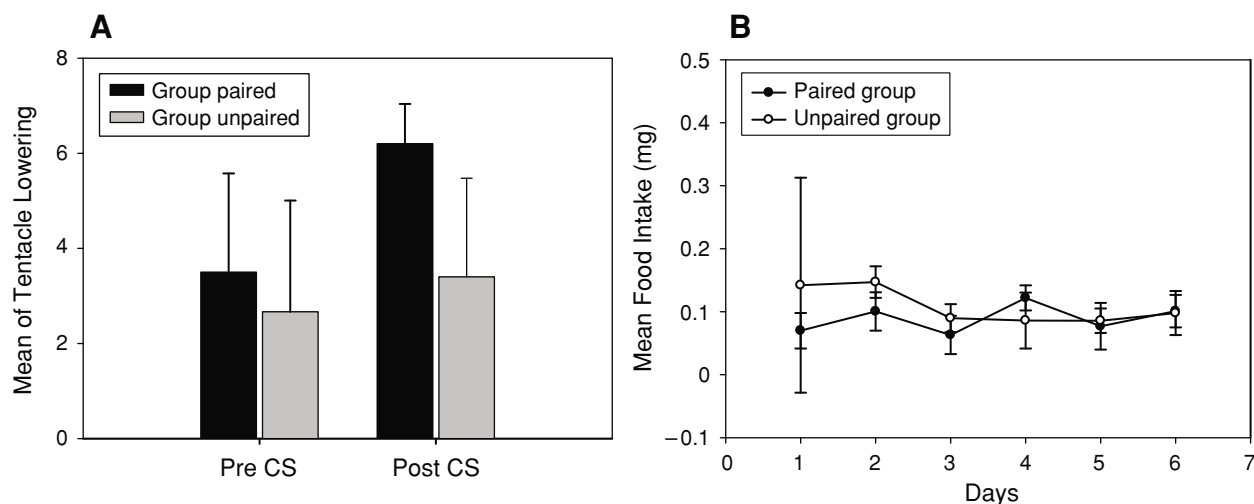 A
8
6
4
2
0
Mean of Tentacle Lowering
Group paired
Group unpaired
Pre CS
Post CS
B
0.5
0.4
0.3
0.2
0.1
0
−0.1
Mean Food Intake (mg)
Paired group
Unpaired group
0 1 2 3 4 5 6 7
Days